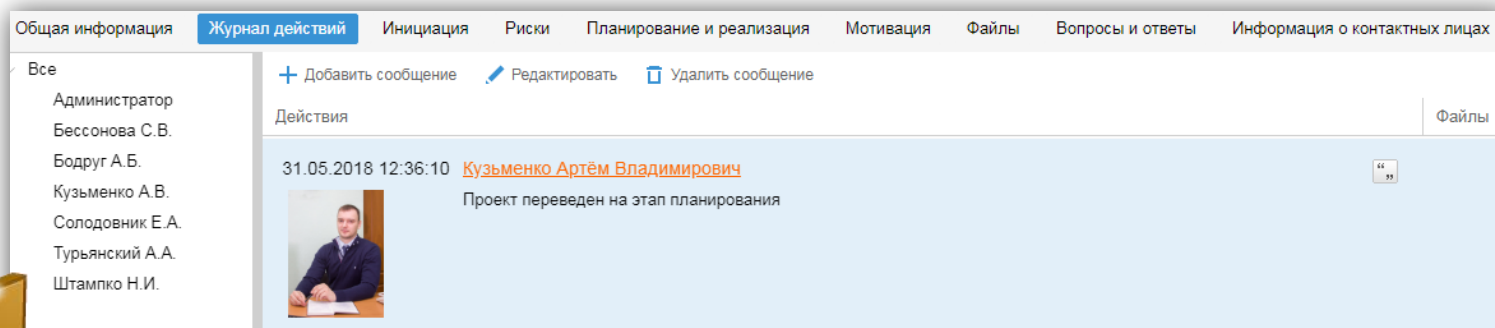 Общая информация Журнал действий Инициация Риски Планирование и реализация Мотивация Файлы Вопросы и ответы Информация о контактных лицах
Все
Администратор
Бессонова С.В.
Бодруг А.Б.
Кузьменко А.В.
Солодовник Е.А.
Турьянский А.А.
Штампко Н.И.
Добавить сообщение Редактировать Удалить сообщение
Действия Файлы
31.05.2018 12:36:10 Кузьменко Артём Владимирович
Проект переведен на этап планирования